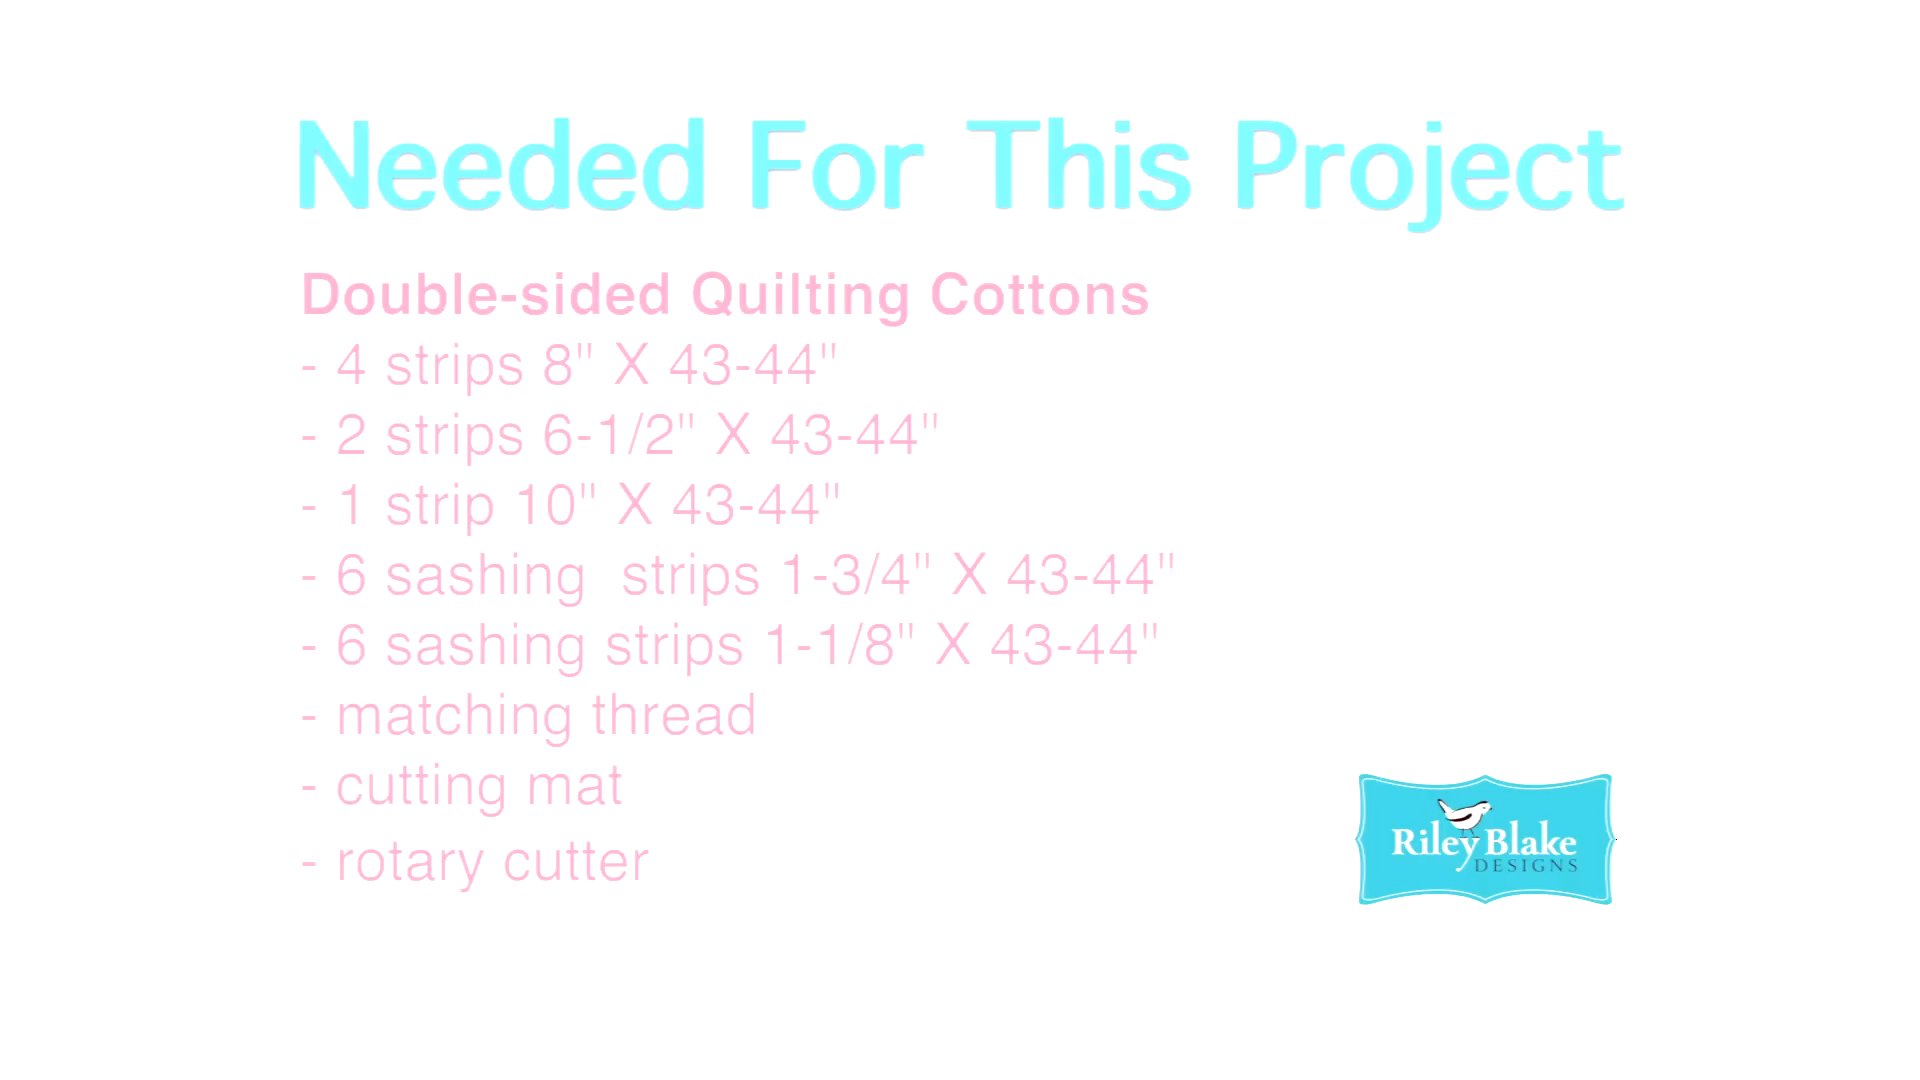 Needed For This Project
Double-sided Quilting Cottons
- 4 strips 8" X 43-44"
- 2 strips 6-1/2" X 43-44"
- 1 strip 10" X 43-44"
- 6 sashing  strips 1-3/4" X 43-44"
- 6 sashing strips 1-1/8" X 43-44"
- matching thread
- cutting mat
- rotary cutter
Riley Blake
DESIGNS